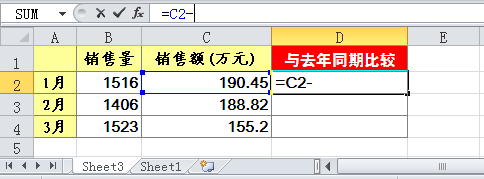 SUM fx =C2-
A B C D E
1 销售量 销售额(万元) 与去年同期比较
2 1月 1516 190.45 =C2-
3 2月 1406 188.82
4 3月 1523 155.2
5
Sheet3 Sheet1